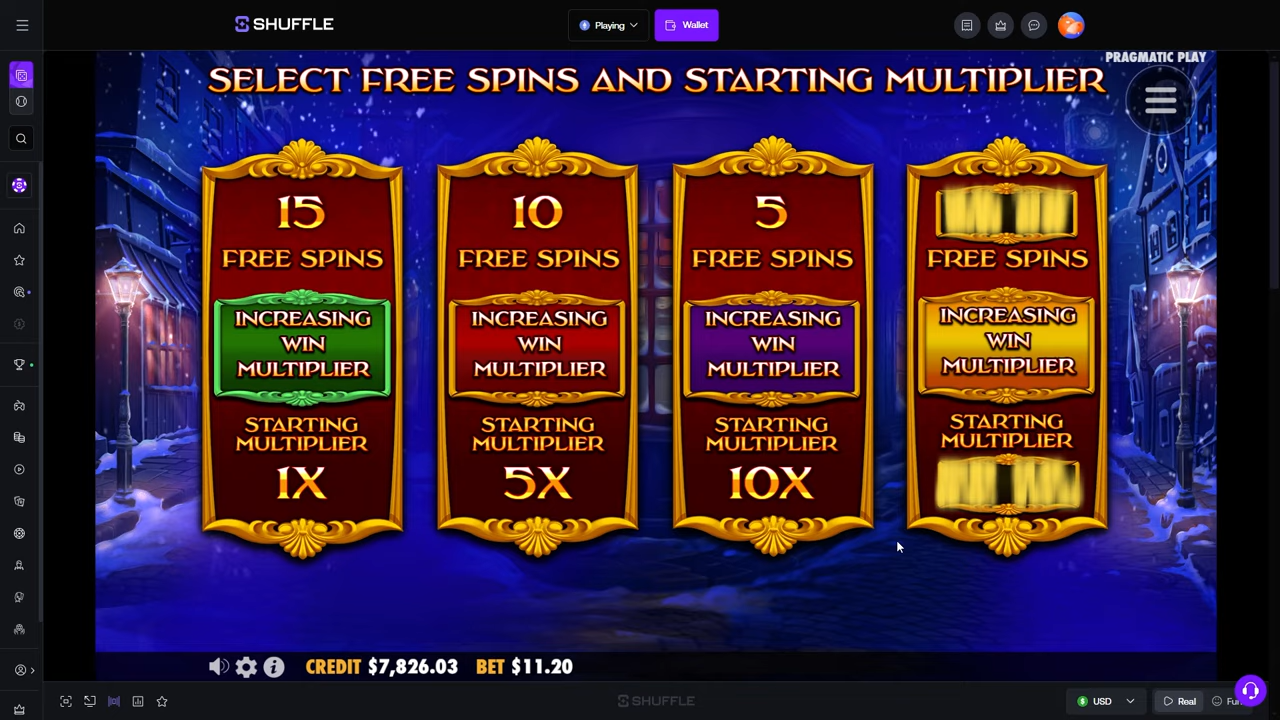 SHUFFLE
Playing
Wallet
PRAGMATIC PLAY
SELECT FREE SPINS AND STARTING MULTIPLIER
15
FREE SPINS
INCREASING
WIN
MULTIPLIER
STARTING
MULTIPLIER
1X
10
FREE SPINS
INCREASING
WIN
MULTIPLIER
STARTING
MULTIPLIER
5X
5
FREE SPINS
INCREASING
WIN
MULTIPLIER
STARTING
MULTIPLIER
10X
FREE SPINS
INCREASING
WIN
MULTIPLIER
STARTING
MULTIPLIER
CREDIT $7,826.03 BET $11.20
SHUFFLE
USD
Real